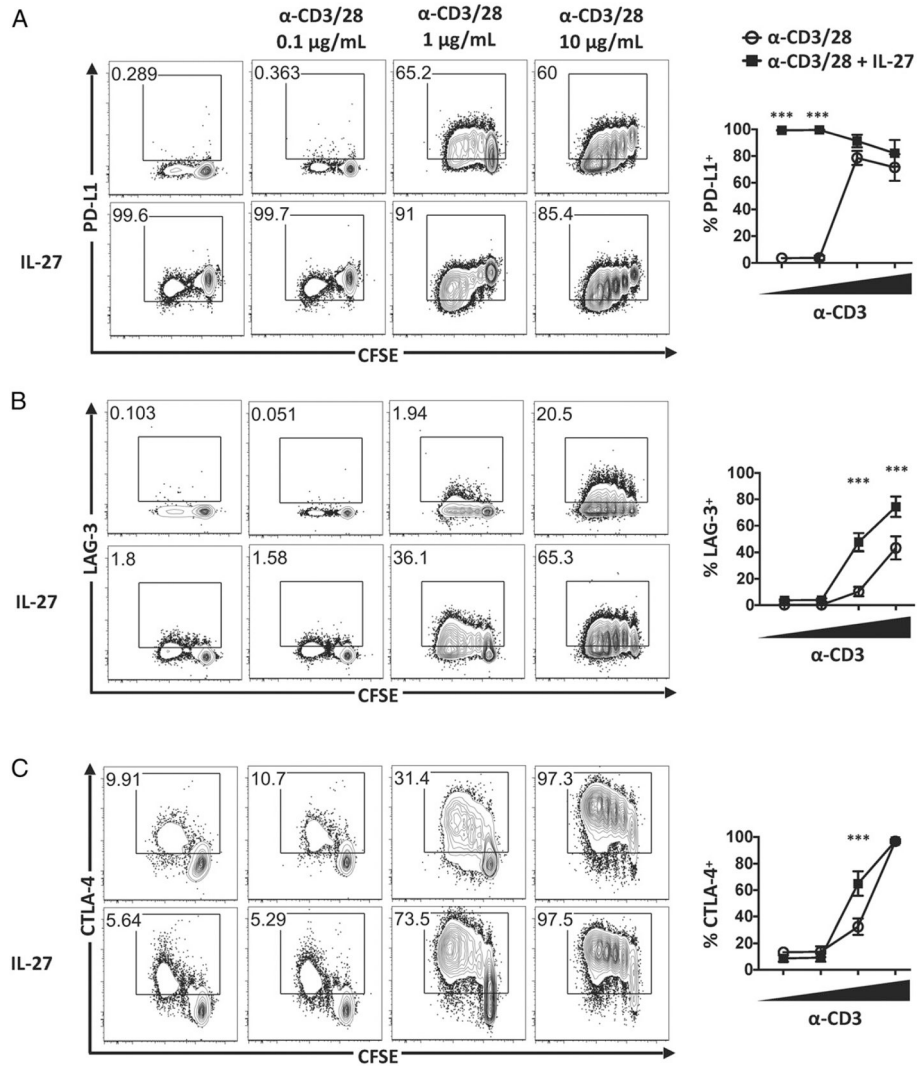 A
α-CD3/28 α-CD3/28 α-CD3/28
0.1 µg/mL 1 µg/mL 10 µg/mL
α-CD3/28
α-CD3/28 + IL-27
0.289 0.363 65.2 60
PD-L1
IL-27
99.6 99.7 91 85.4
CFSE
*** ***
% PD-L1+
100
80
60
40
20
0
α-CD3
B
0.103 0.051 1.94 20.5
LAG-3
IL-27
1.8 1.58 36.1 65.3
CFSE
*** ***
% LAG-3+
100
80
60
40
20
0
α-CD3
C
9.91 10.7 31.4 97.3
CTLA-4
IL-27
5.64 5.29 73.5 97.5
CFSE
***
% CTLA-4+
100
80
60
40
20
0
α-CD3